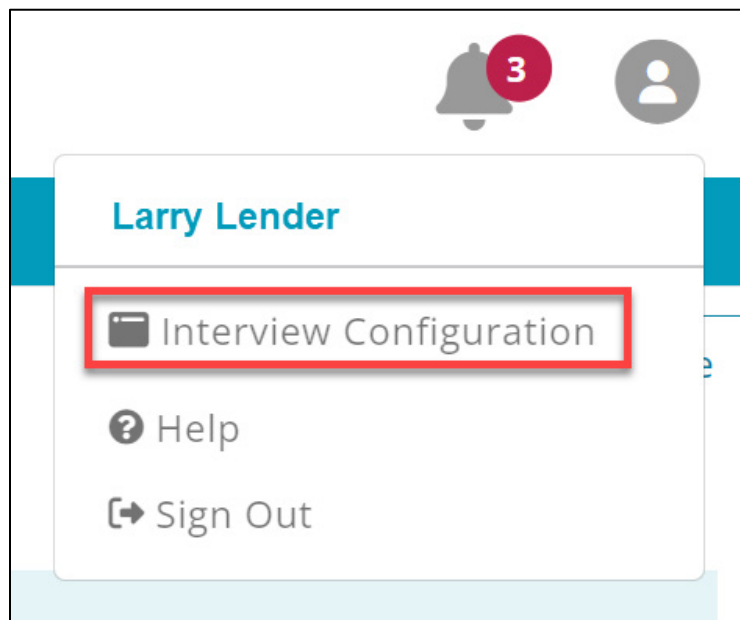 3
Larry Lender
Interview Configuration
e
Help
Sign Out